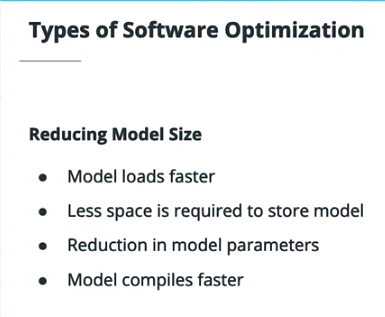 Types of Software Optimization
Reducing Model Size
● Model loads faster
● Less space is required to store model
● Reduction in model parameters
● Model compiles faster